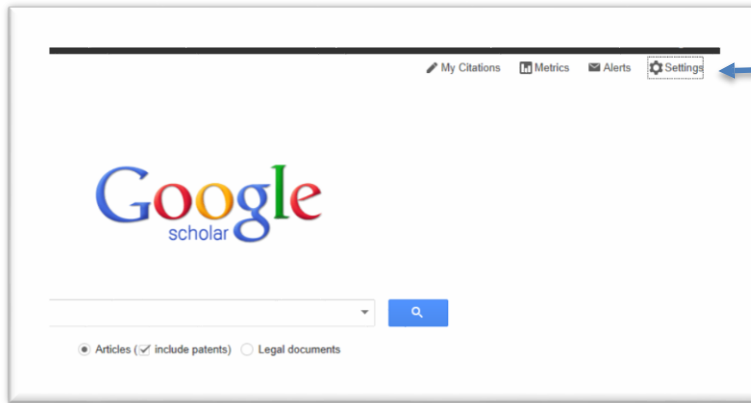 My Citations Metrics Alerts Settings
Google
scholar
Articles (include patents) Legal documents